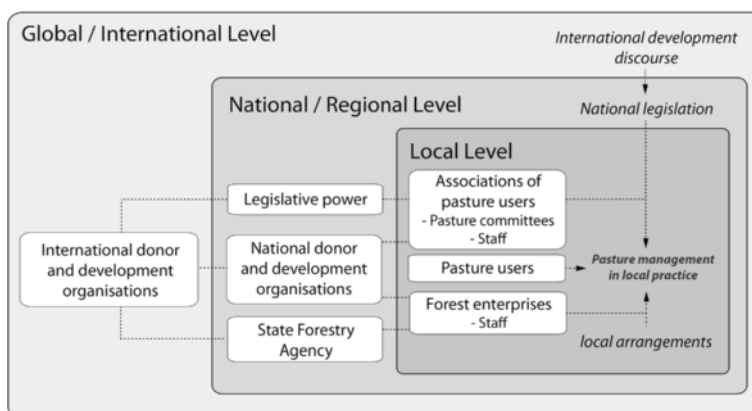 Global / International Level
International development
discourse
National / Regional Level
National legislation
Local Level
Legislative power
Associations of
pasture users
- Pasture committees
- Staff
International donor
and development
organisations
National donor
and development
organisations
Pasture users
Pasture management
in local practice
Forest enterprises
- Staff
State Forestry
Agency
local arrangements